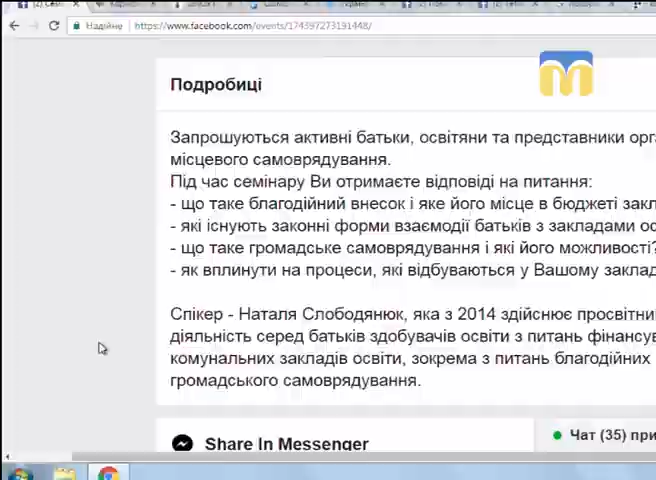 Надійне https://www.facebook.com/events/174397273191448/
Подробиці
Запрошуються активні батьки, освітяни та представники орга
місцевого самоврядування.
Під час семінару Ви отримаєте відповіді на питання:
- що таке благодійний внесок і яке його місце в бюджеті закл
- які існують законні форми взаємодії батьків з закладами ос
- що таке громадське самоврядування і які його можливості?
- як вплинути на процеси, які відбуваються у Вашому заклад
Спікер - Наталя Слободянюк, яка з 2014 здійснює просвітни
діяльність серед батьків здобувачів освіти з питань фінансув
комунальних закладів освіти, зокрема з питань благодійних
громадського самоврядування.
Share In Messenger
Чат (35) при